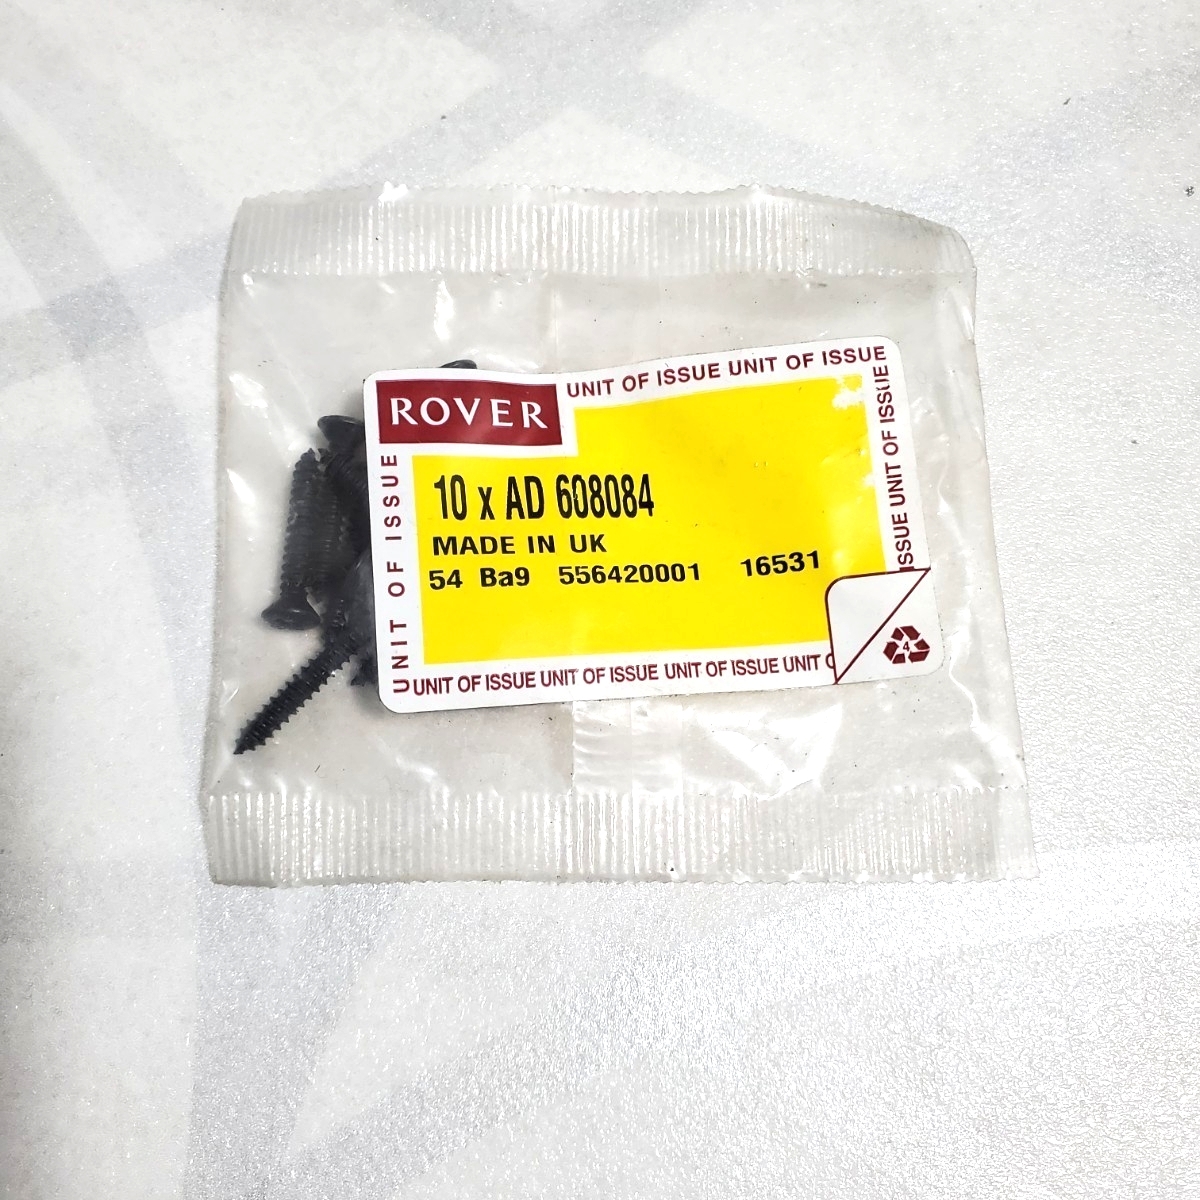 ROVER
UNIT OF ISSUE UNIT OF ISSUE
UNIT OF ISSUE
ISSUE UNIT OF ISSUE
10 x AD 608084
MADE IN UK
54 Ba9 556420001 16531
4
UNIT OF ISSUE UNIT OF ISSUE UNIT OF ISSUE UNIT O